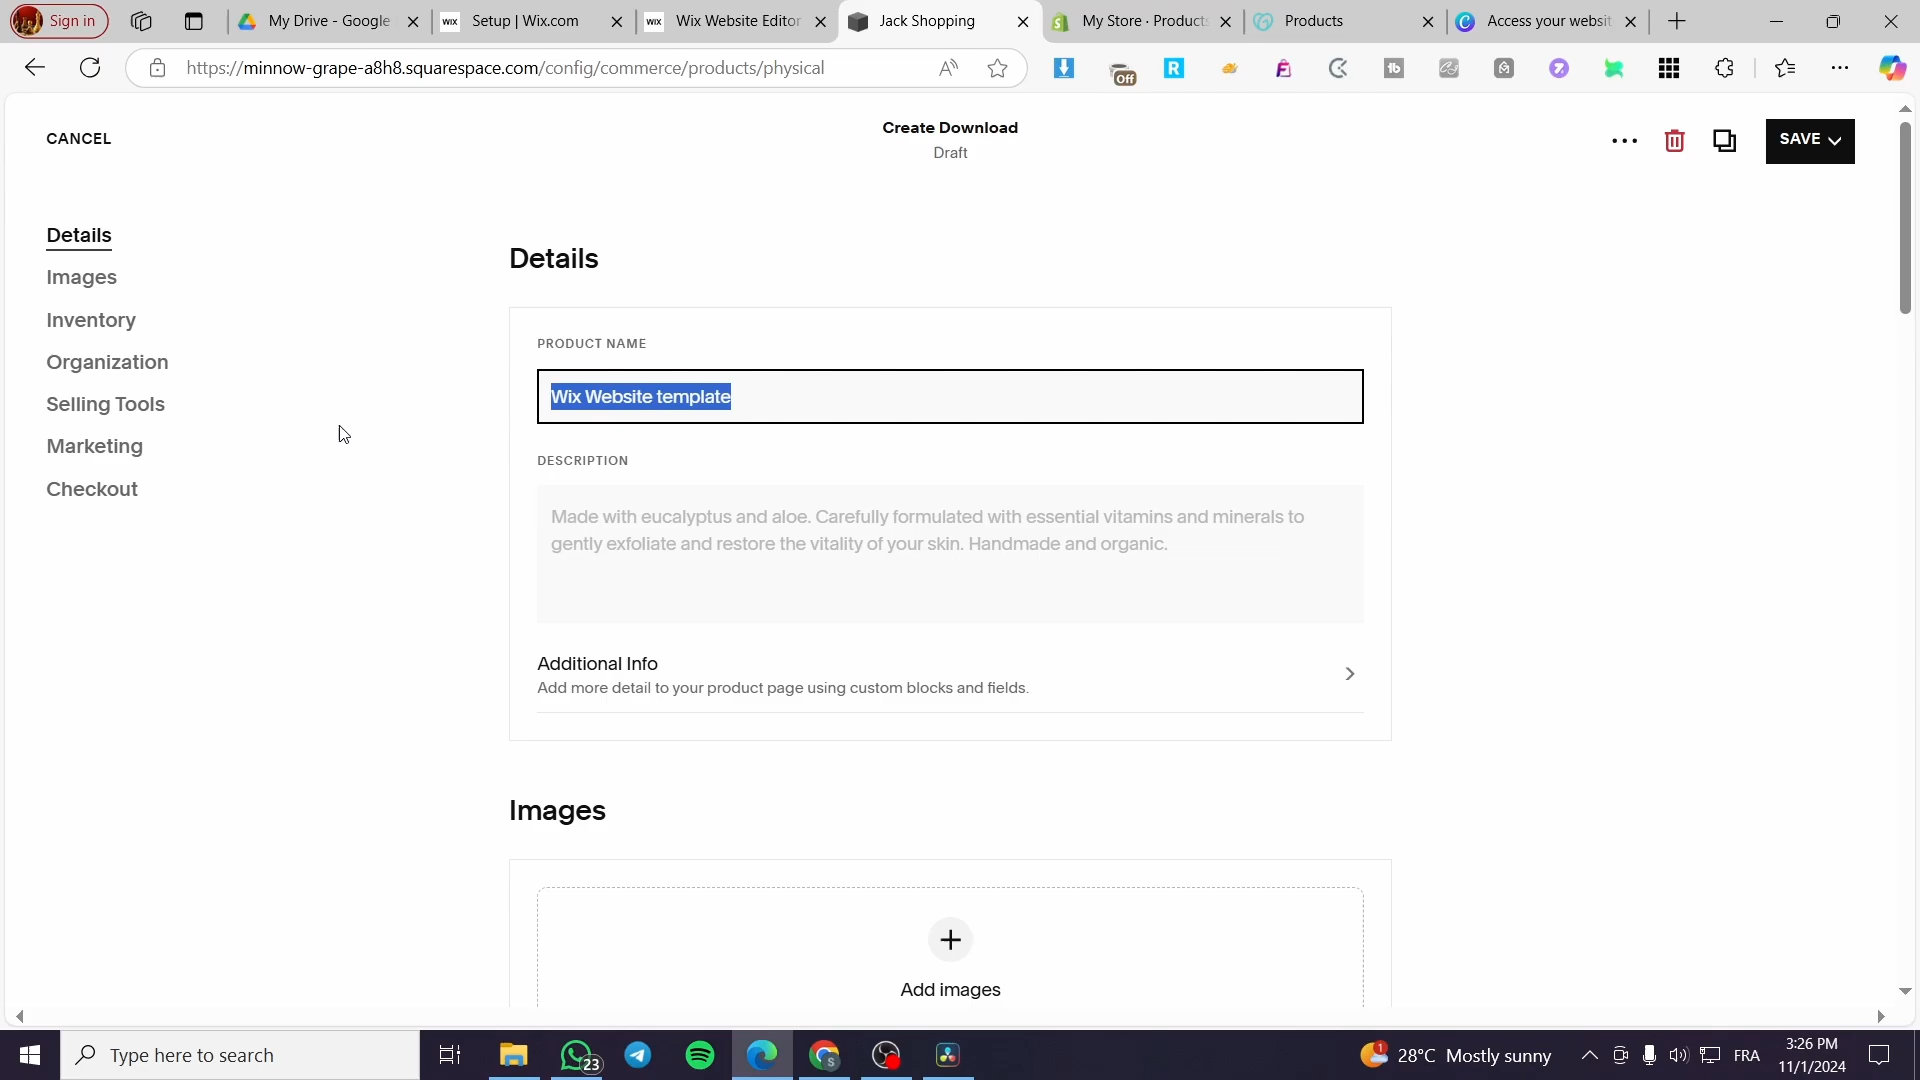 Sign in
My Drive - Google
Setup | Wix.com
Wix Website Editor
Jack Shopping
My Store · Products
Products
Access your websit
https://minnow-grape-a8h8.squarespace.com/config/commerce/products/physical
Off
CANCEL
Create Download
Draft
SAVE
Details
Images
Inventory
Organization
Selling Tools
Marketing
Checkout
Details
PRODUCT NAME
Wix Website template
DESCRIPTION
Made with eucalyptus and aloe. Carefully formulated with essential vitamins and minerals to
gently exfoliate and restore the vitality of your skin. Handmade and organic.
Additional Info
Add more detail to your product page using custom blocks and fields.
Images
Add images
Type here to search
23
1
28°C Mostly sunny
FRA
3:26 PM
11/1/2024